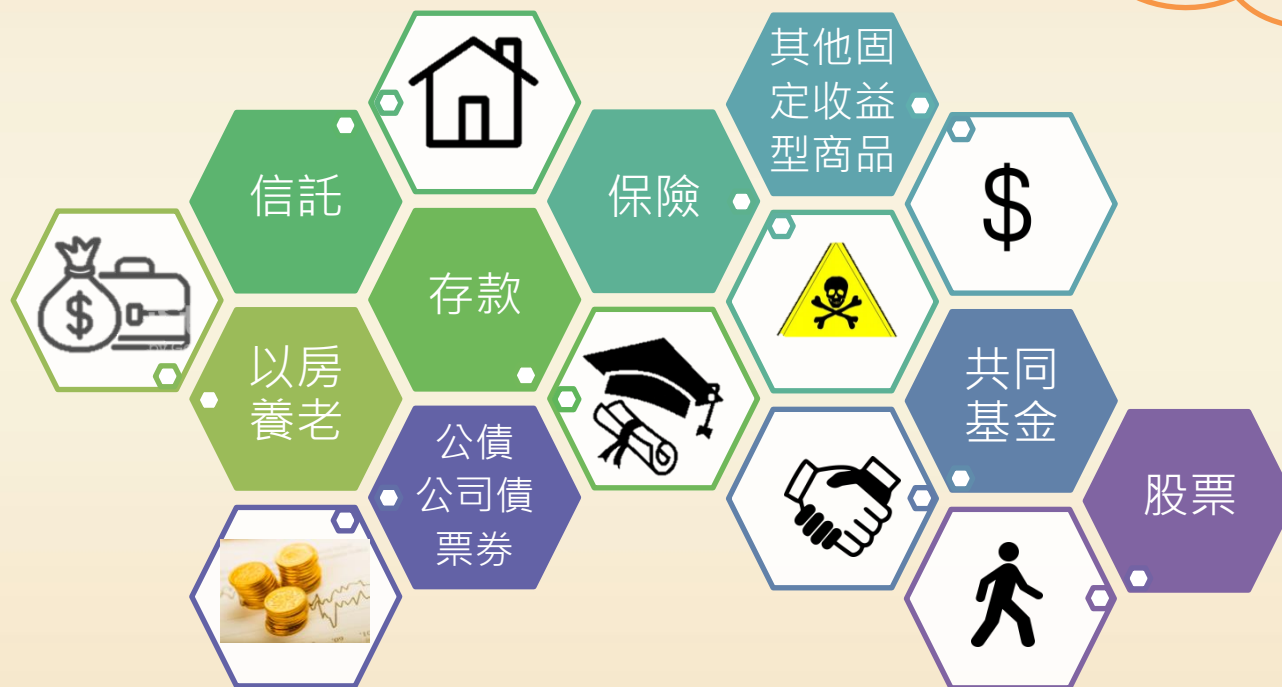 其他固
定收益
型商品
信託
保險
$
存款
$
以房
養老
共同
基金
公債
公司債
票券
股票